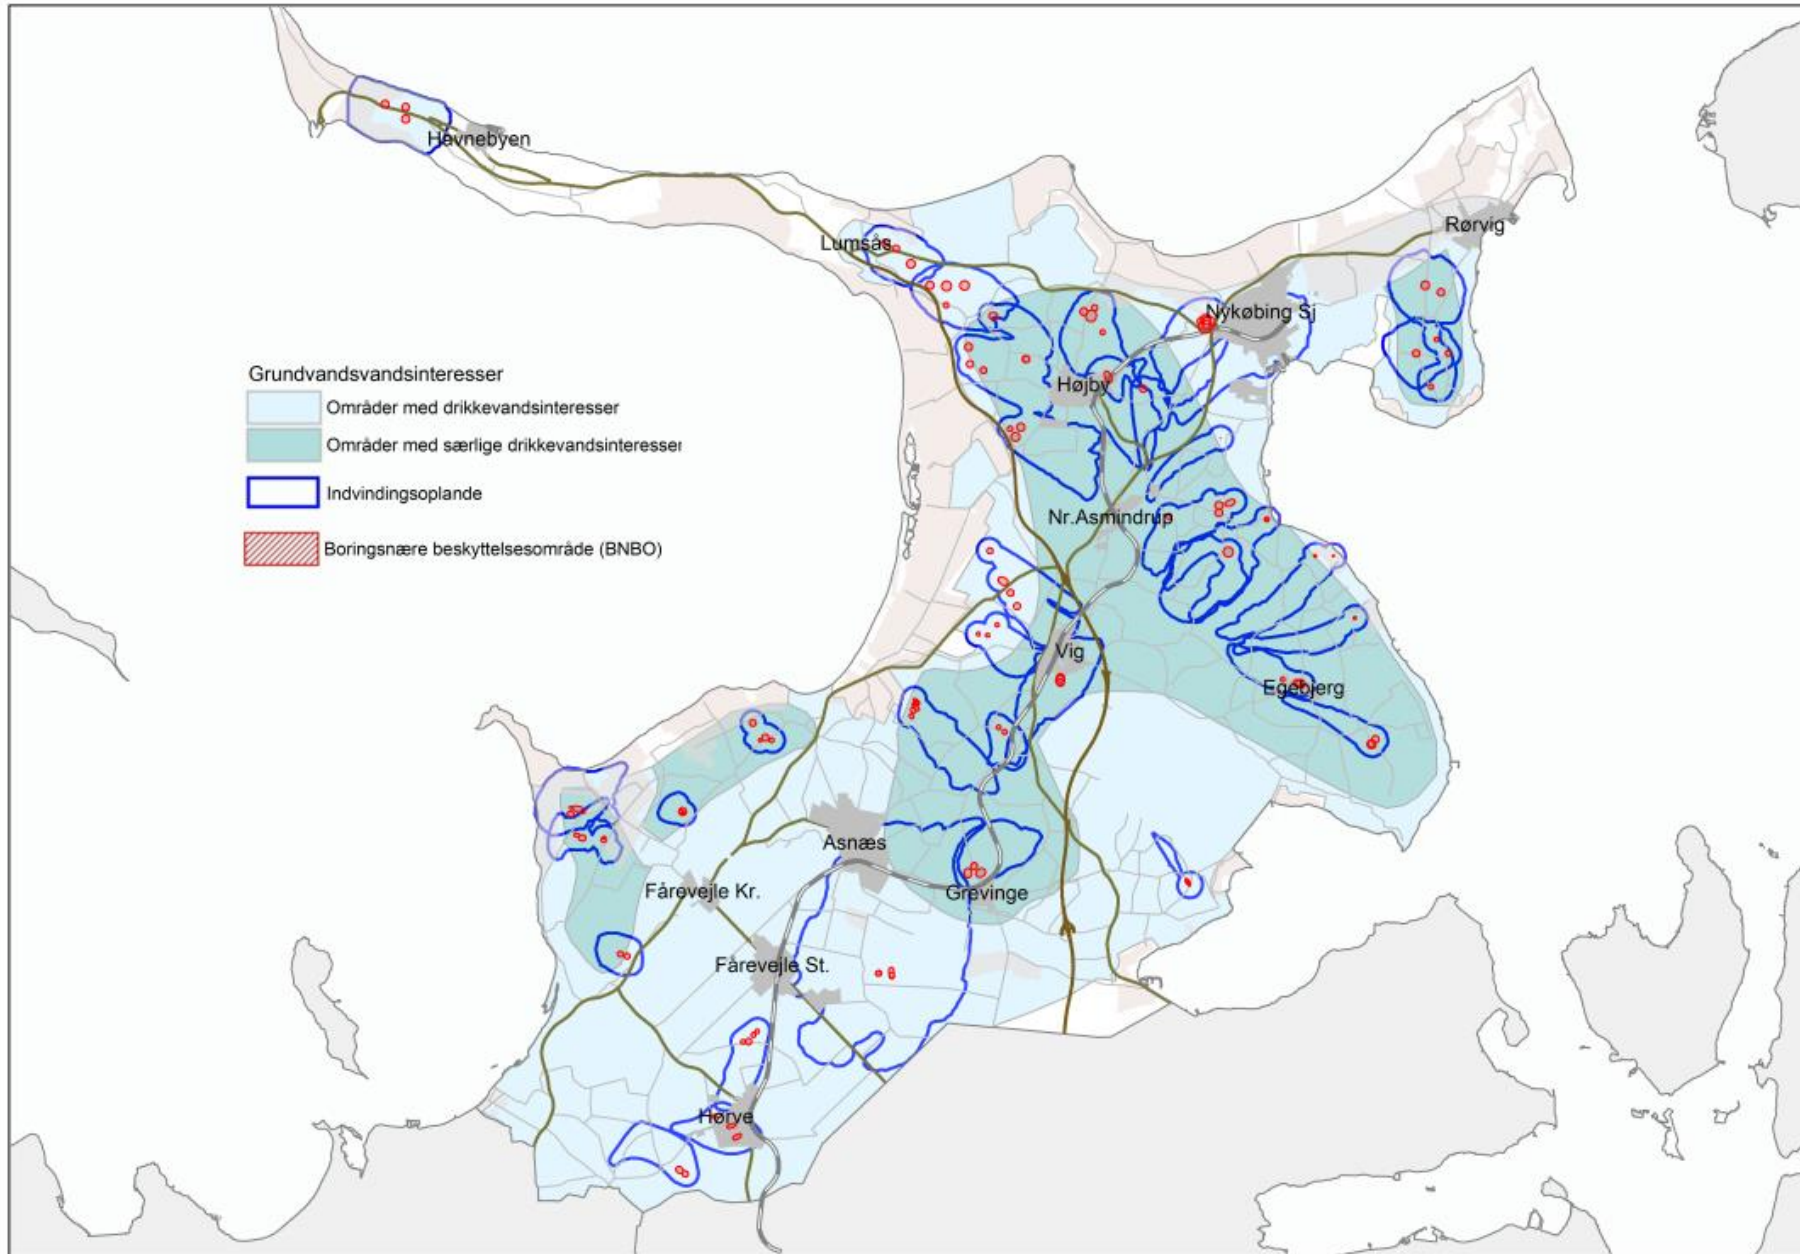 Havnebyen
Rørvig
Lumsås
Nykøbing Sj
Grundvandsvandsinteresser
Områder med drikkevandsinteresser
Områder med særlige drikkevandsinteresser
Indvindingsoplande
Boringsnære beskyttelsesområde (BNBO)
Højby
Nr.Asmindrup
Vig
Egebjerg
Asnæs
Fårevejle Kr.
Grevinge
Fårevejle St.
Hørve